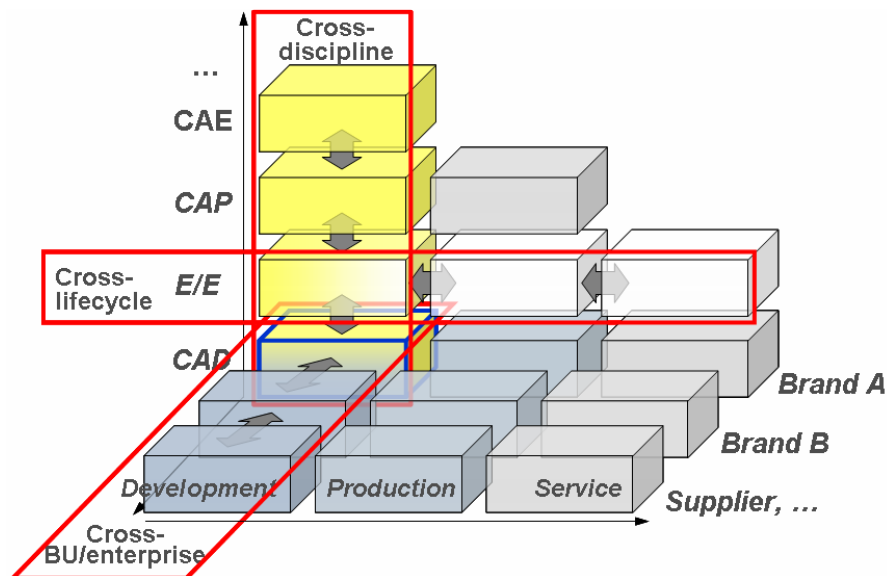 Cross-
discipline
…
CAE
CAP
E/E
Cross-
lifecycle
CAD
Brand A
Brand B
Development
Production
Service
Supplier, …
Cross-
BU/enterprise